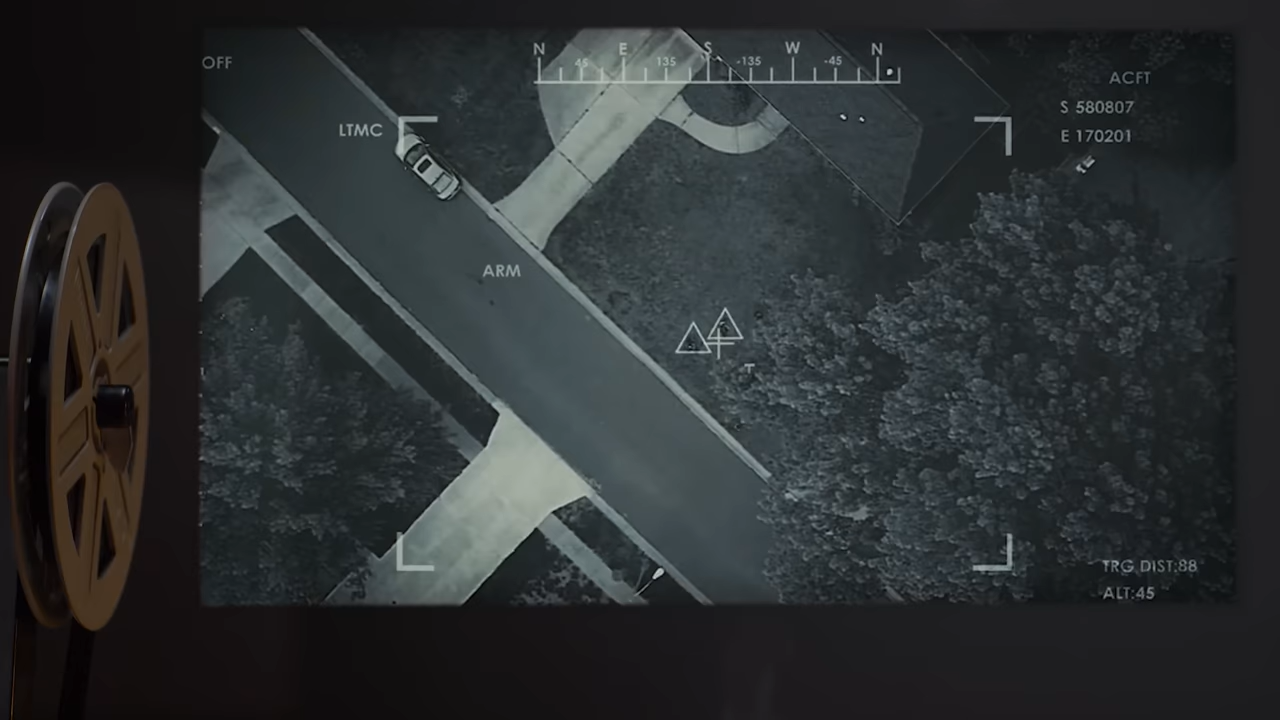 OFF
N E S W N
45 135 -135 -45
ACFT
S 580807
E 170201
LTMC
ARM
T
TRG DIST:88
ALT:45